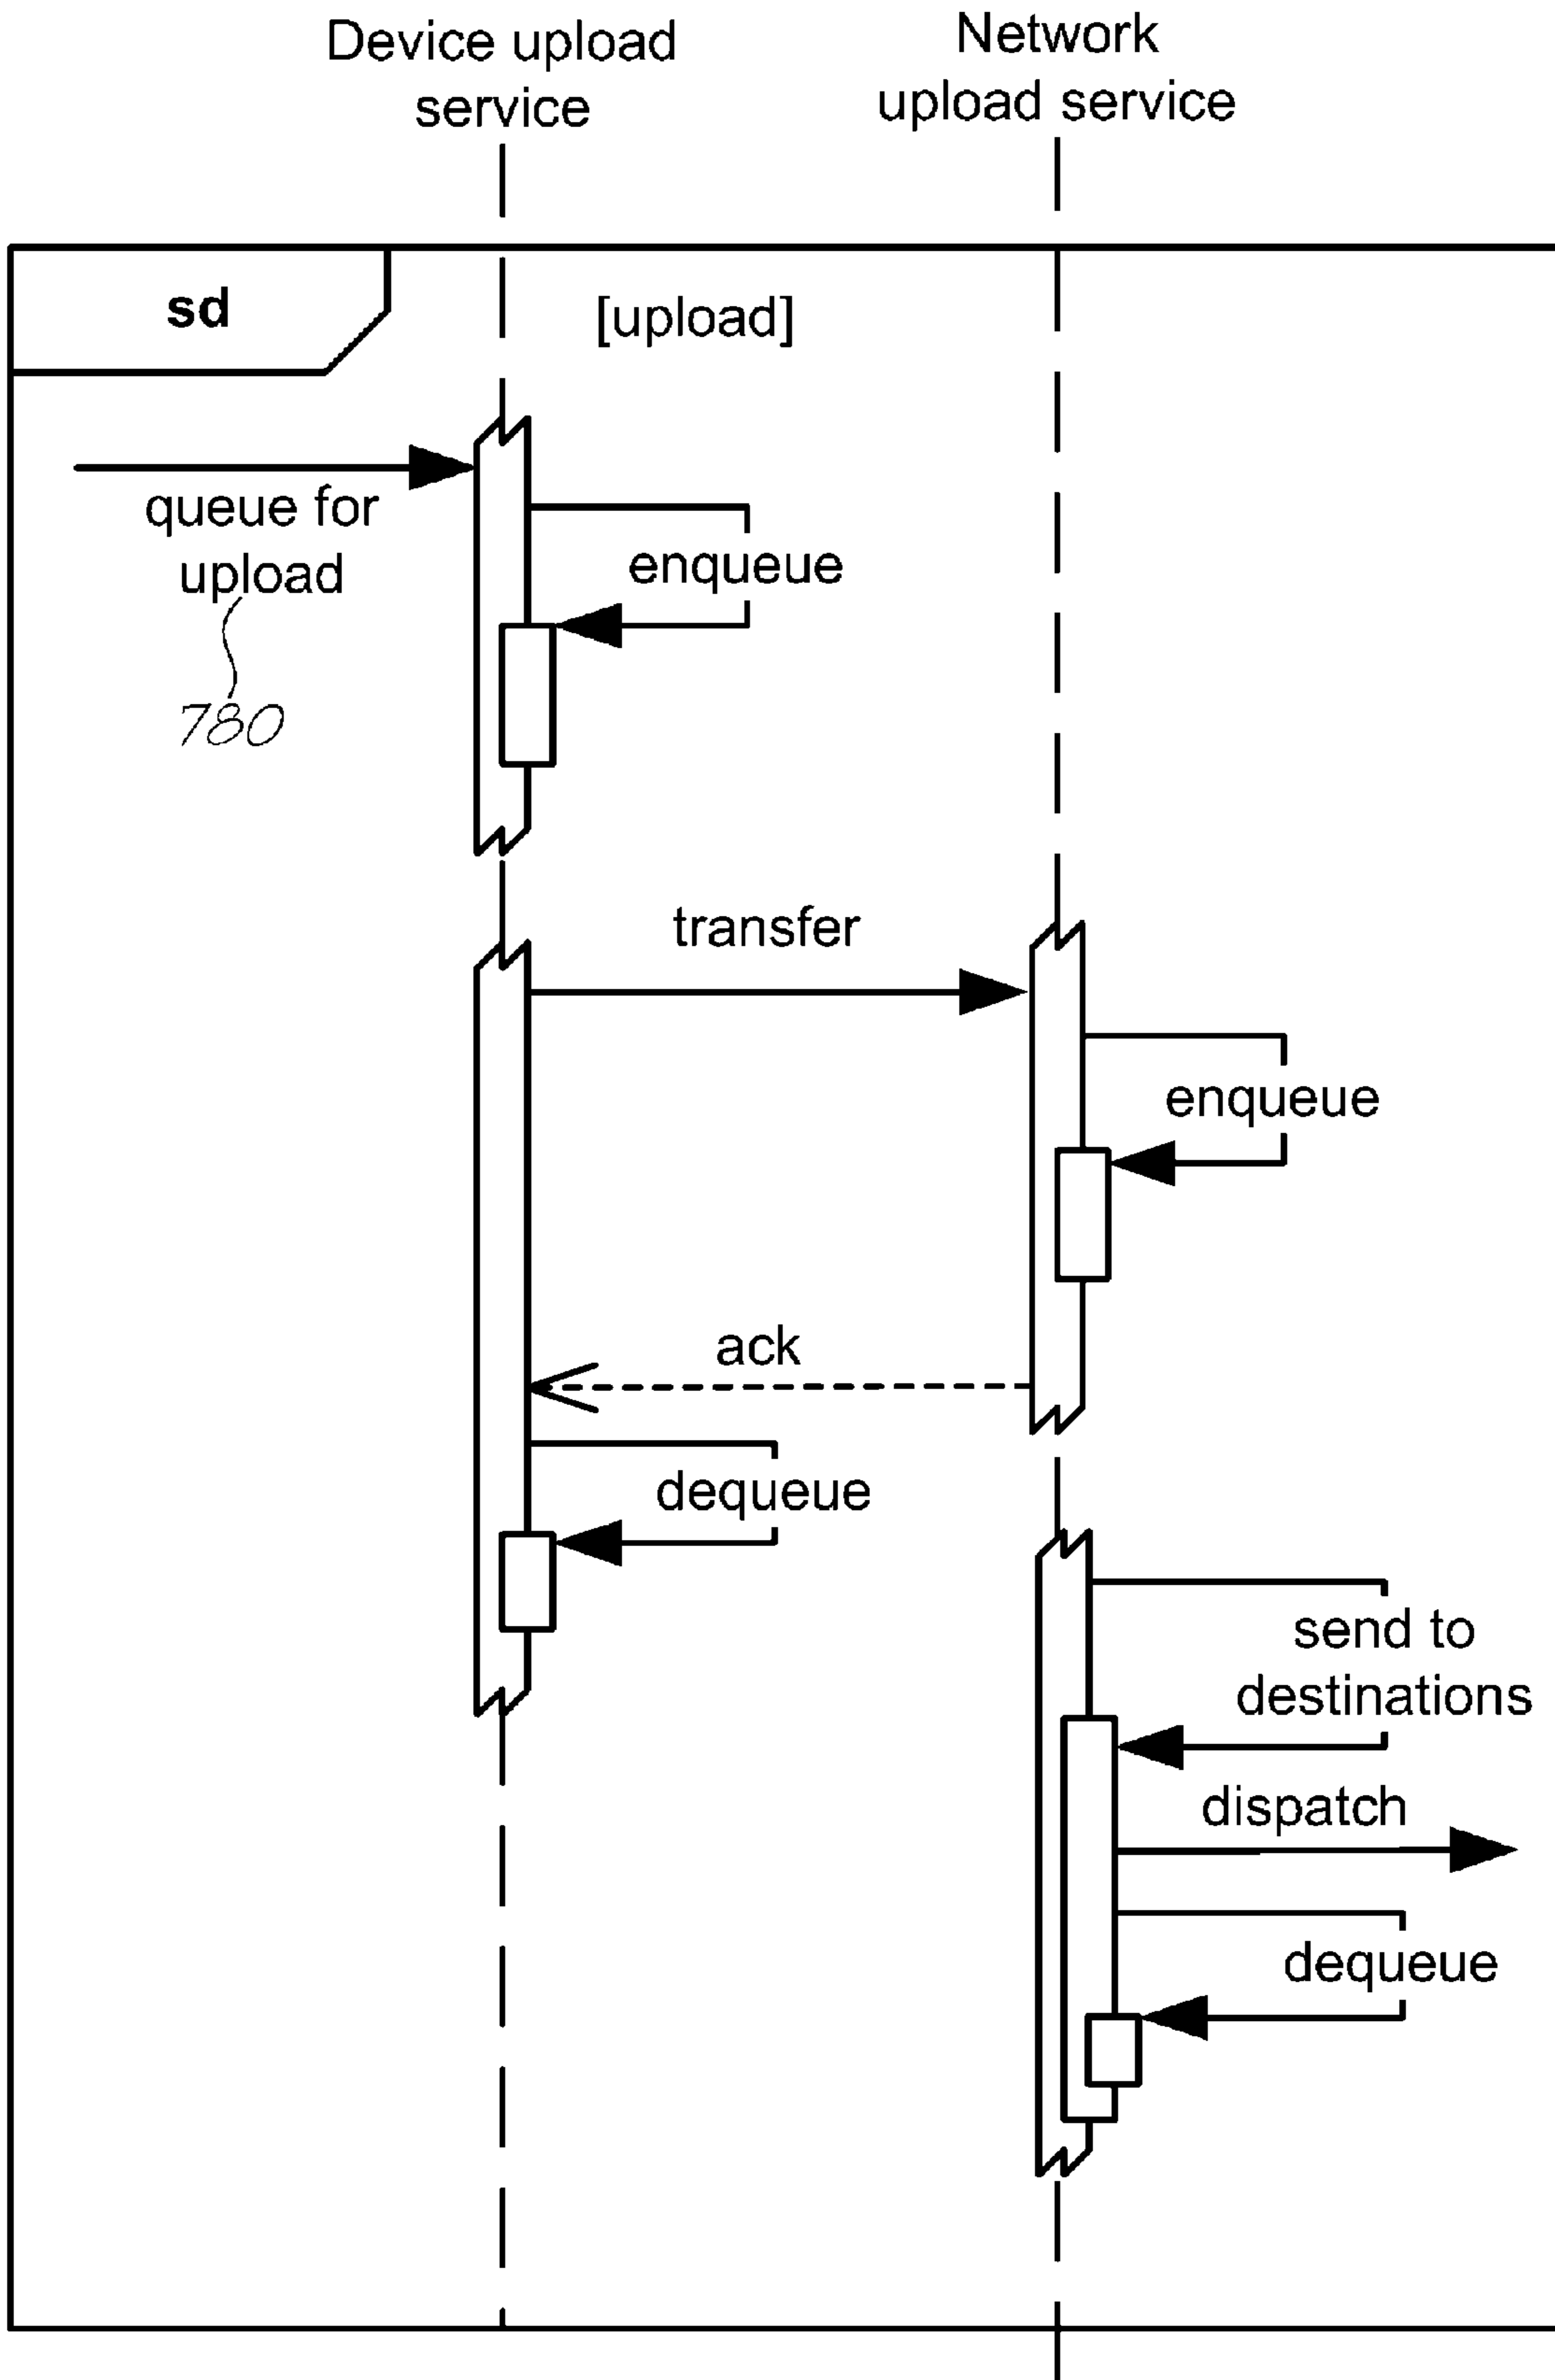 Device upload
service
Network
upload service
sd
[upload]
queue for
upload
780
enqueue
transfer
enqueue
ack
dequeue
send to
destinations
dispatch
dequeue